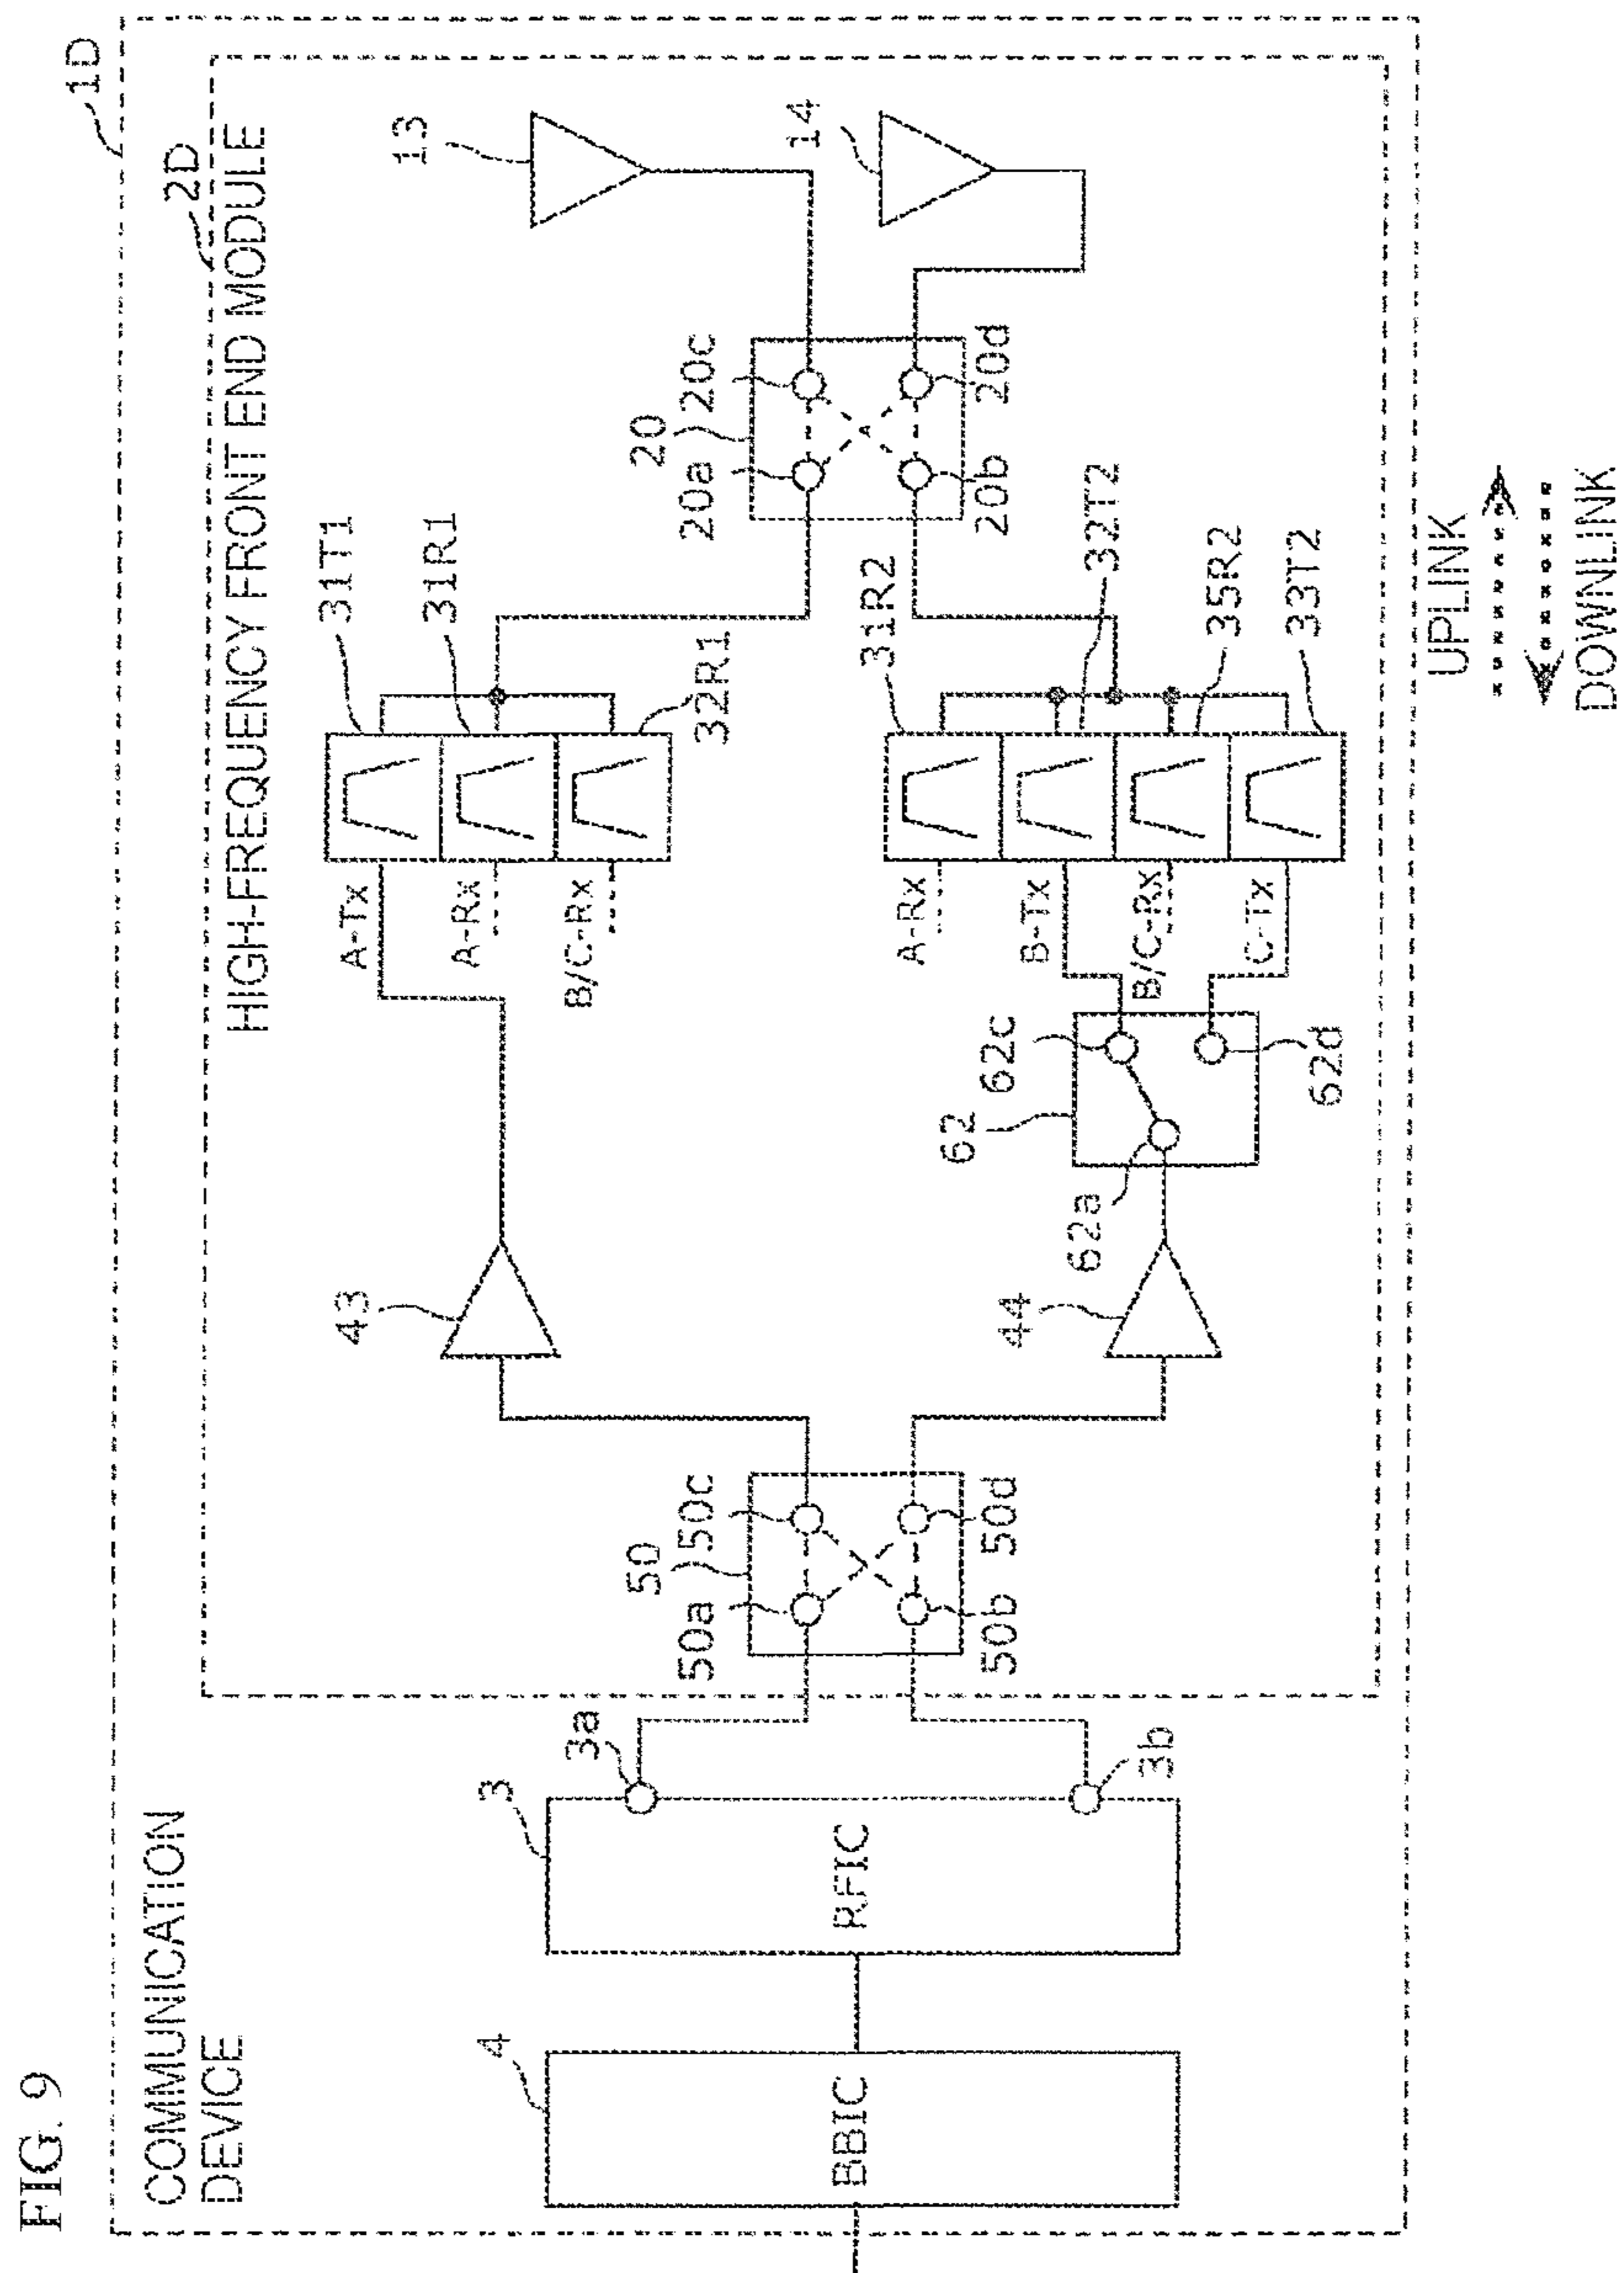 FIG. 9
1D
COMMUNICATION
DEVICE
2D
HIGH-FREQUENCY FRONT END MODULE
4
BBIC
3
RFIC
3a
3b
50
50a
50c
50b
50d
43
44
62
62a
62c
62d
A-Tx
A-Rx
B/C-Rx
31T1
31R1
32R1
A-Rx
B-Tx
B/C-Rx
C-Tx
31R2
32T2
35R2
33T2
20
20a
20c
20b
20d
13
14
UPLINK
DOWNLINK